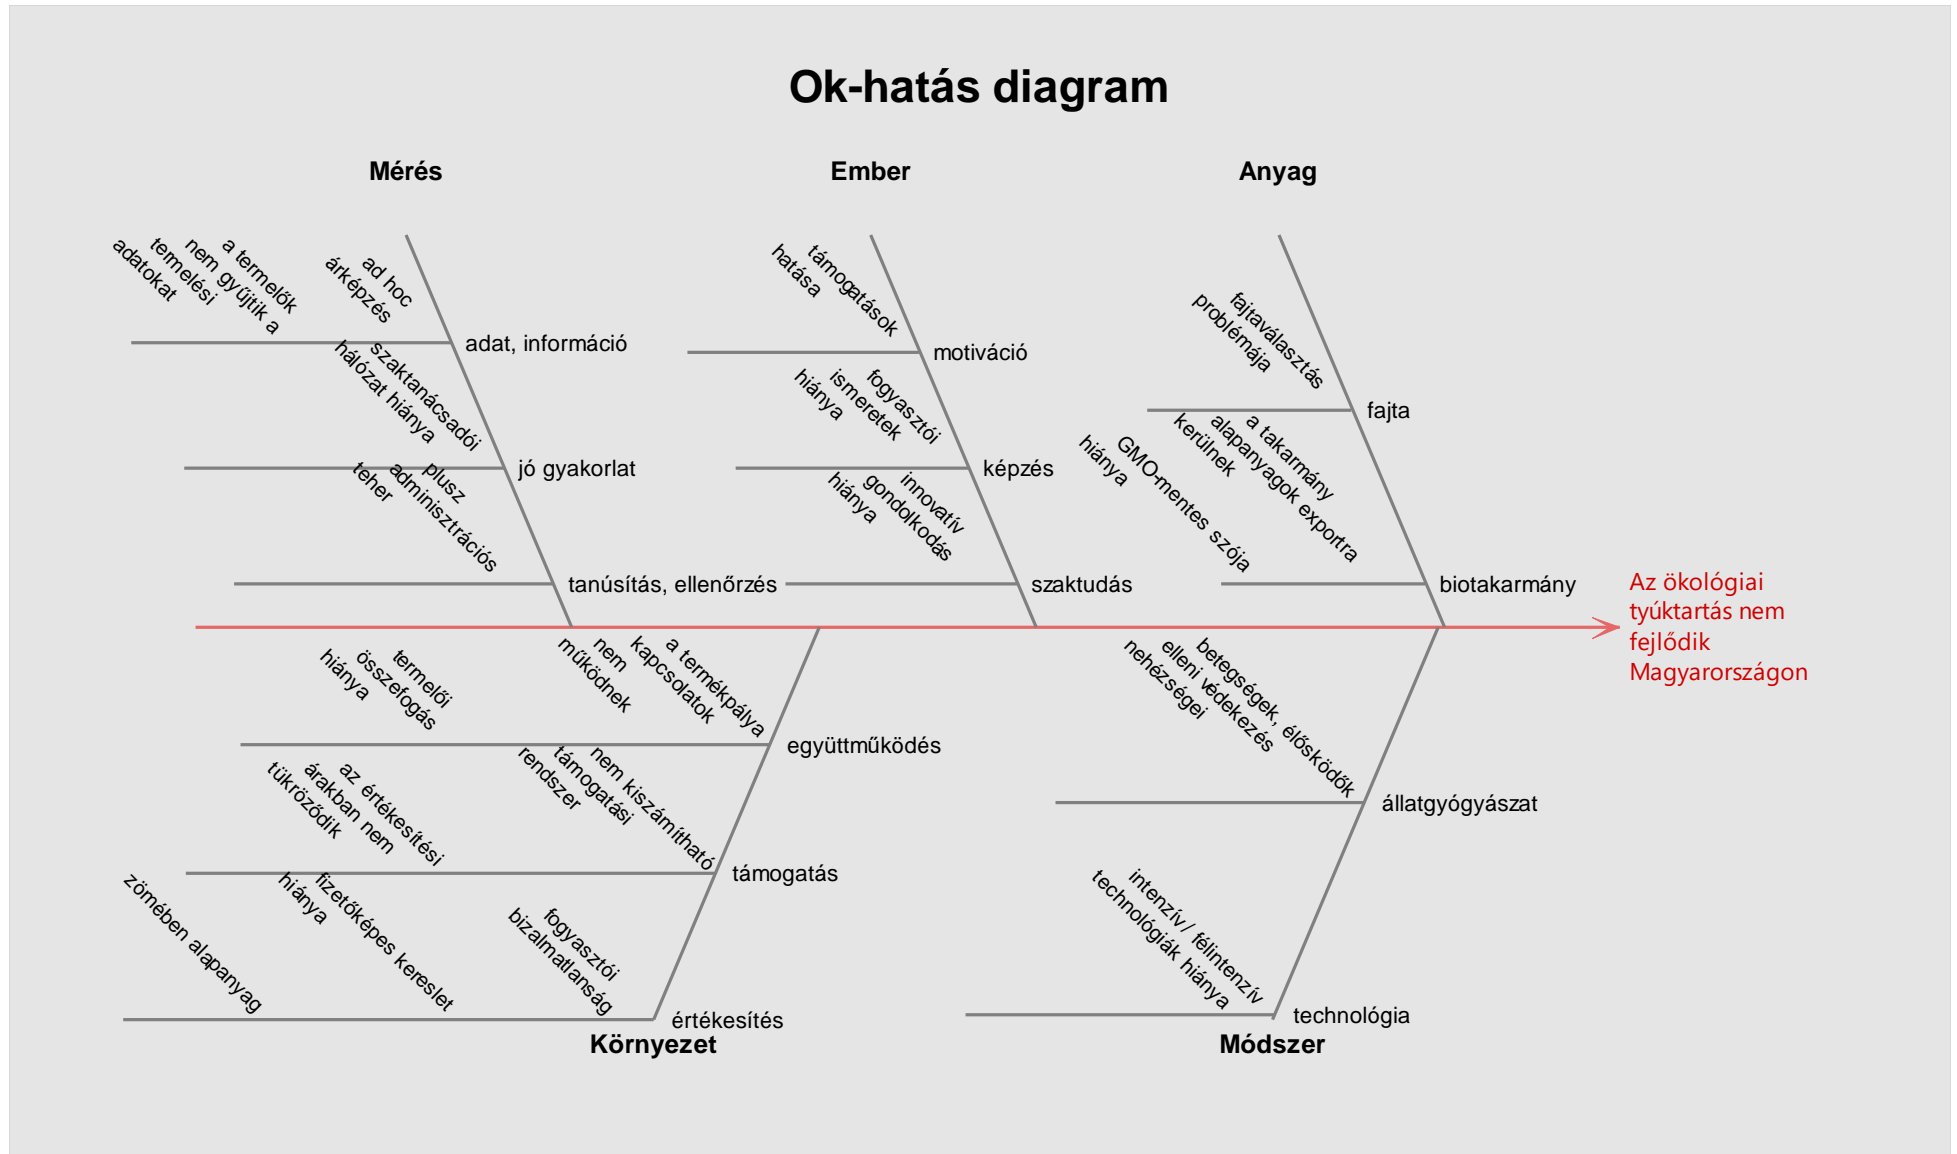 Ok-hatás diagram
Mérés
Ember
Anyag
a termelők
nem gyűjtik a
termelési
adatokat
ad hoc
árképzés
adat, információ
szaktanácsadói
hálózat hiánya
jó gyakorlat
plusz
adminisztrációs
teher
tanúsítás, ellenőrzés
támogatások
hatása
motiváció
fogyasztói
ismeretek
hiánya
képzés
innovatív
gondolkodás
hiánya
szaktudás
fajtaválasztás
problémája
fajta
a takarmány
alapanyagok exportra
kerülnek
GMO-mentes szója
hiánya
biotakarmány
Az ökológiai
tyúktartás nem
fejlődik
Magyarországon
termelői
összefogás
hiánya
a termékpálya
kapcsolatok
nem
működnek
együttműködés
az értékesítési
árakban nem
tükröződik
nem kiszámítható
támogatási
rendszer
támogatás
zömében alapanyag
fizetőképes kereslet
hiánya
fogyasztói
bizalmatlanság
értékesítés
Környezet
betegségek, élősködők
elleni védekezés
nehézségei
állatgyógyászat
intenzív/ félintenzív
technológiák hiánya
technológia
Módszer